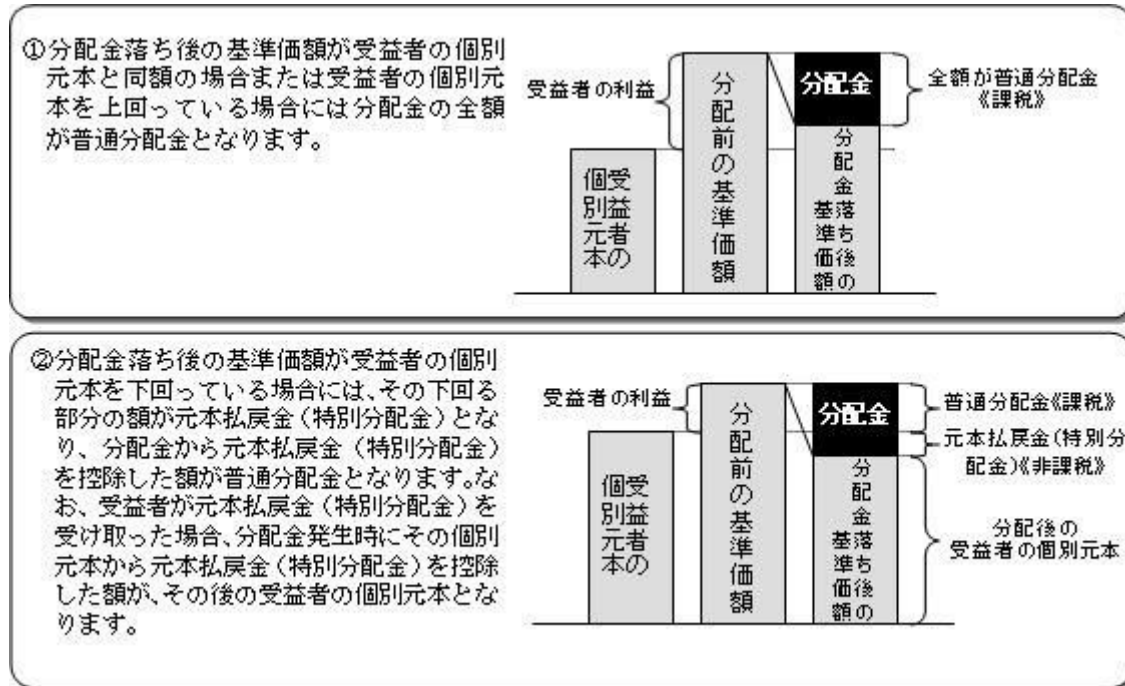 ①分配金落ち後の基準価額が受益者の個別
元本と同額の場合または受益者の個別元
本を上回っている場合には分配金の全額
が普通分配金となります。
受益者の利益
受益者の
個別元本
分配前の基準価額
分配金
分配金落ち後の
基準価額
全額が普通分配金
《課税》
②分配金落ち後の基準価額が受益者の個別
元本を下回っている場合には、その下回る
部分の額が元本払戻金(特別分配金)とな
り、分配金から元本払戻金(特別分配金)
を控除した額が普通分配金となります。な
お、受益者が元本払戻金(特別分配金)を
受け取った場合、分配金発生時にその個別
元本から元本払戻金(特別分配金)を控除
した額が、その後の受益者の個別元本とな
ります。
受益者の利益
受益者の
個別元本
分配前の基準価額
分配金
分配金落ち後の
基準価額
普通分配金《課税》
元本払戻金(特別分
配金)《非課税》
分配後の
受益者の個別元本